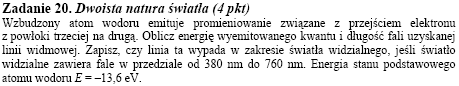 Zadanie 20. Dwoista natura światła (4 pkt)
Wzbudzony atom wodoru emituje promieniowanie związane z przejściem elektronu
z powłoki trzeciej na drugą. Oblicz energię wyemitowanego kwantu i długość fali uzyskanej
linii widmowej. Zapisz, czy linia ta wypada w zakresie światła widzialnego, jeśli światło
widzialne zawiera fale w przedziale od 380 nm do 760 nm. Energia stanu podstawowego
atomu wodoru E = –13,6 eV.